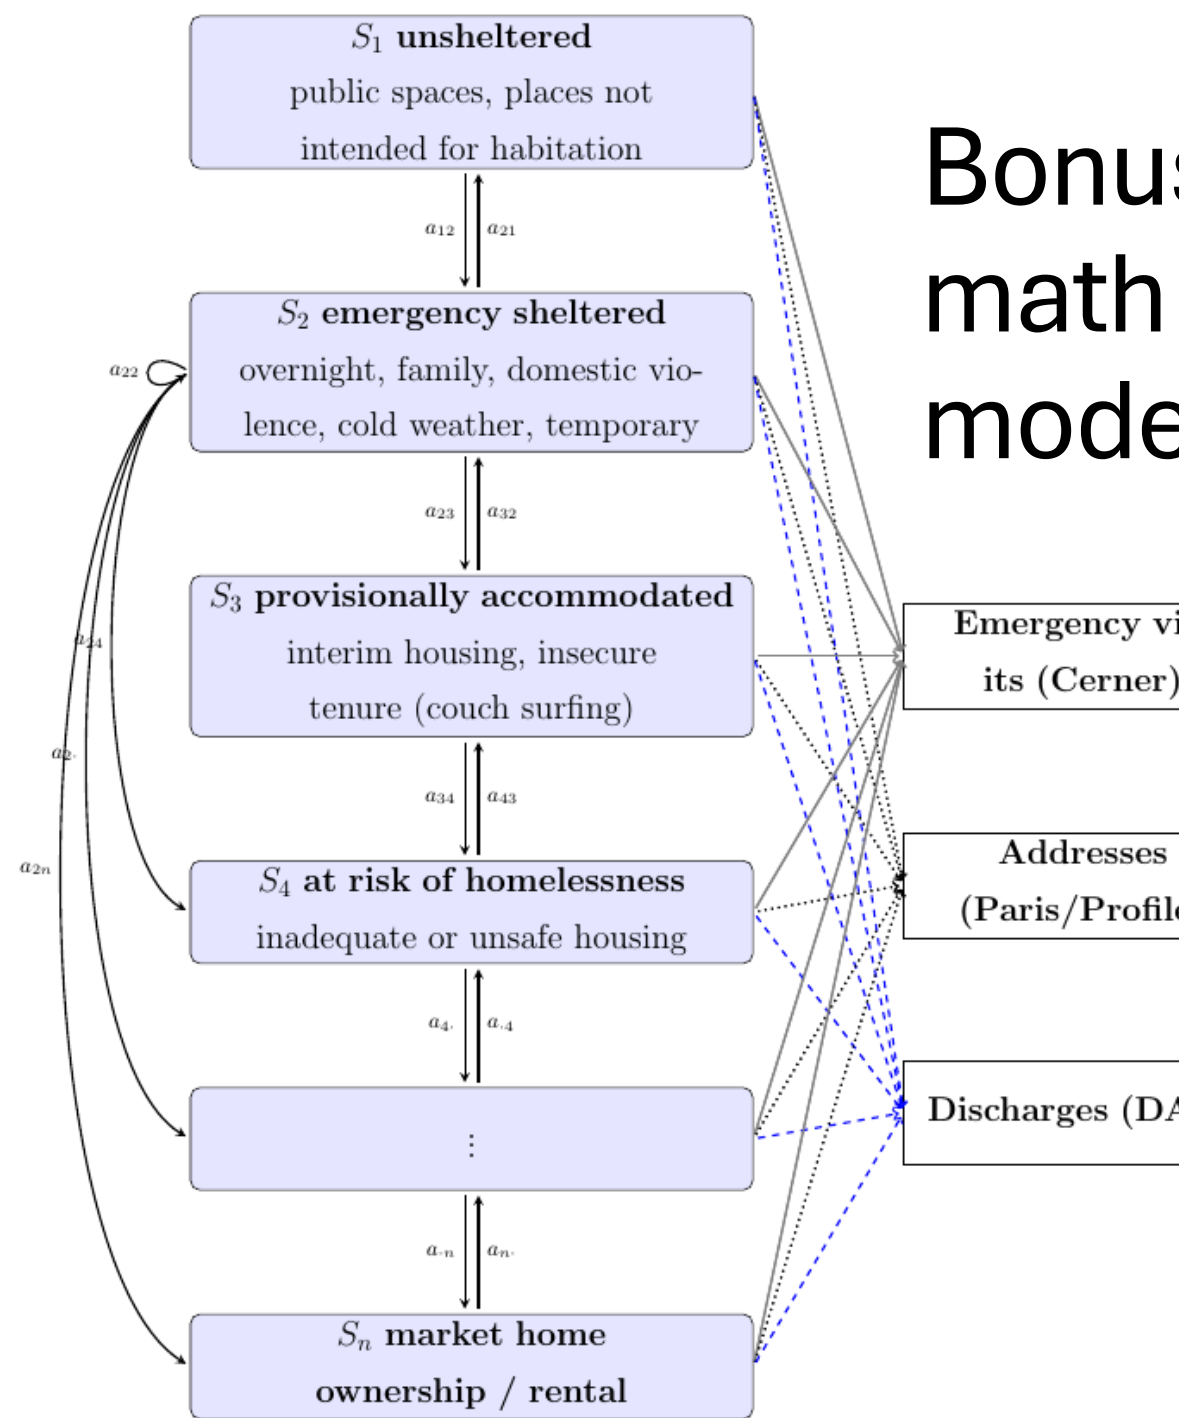 S₁ unsheltered
public spaces, places not
intended for habitation
a₁₂
a₂₁
S₂ emergency sheltered
overnight, family, domestic vio-
lence, cold weather, temporary
a₂₂
a₂₃
a₃₂
S₃ provisionally accommodated
interim housing, insecure
tenure (couch surfing)
a₂₄
a₂.
a₂ₙ
a₃₄
a₄₃
S₄ at risk of homelessness
inadequate or unsafe housing
a₄.
a.₄
⋮
a.ₙ
aₙ.
Sₙ market home
ownership / rental
Bonus
math
mode
Emergency vi
its (Cerner)
Addresses
(Paris/Profile
Discharges (DA